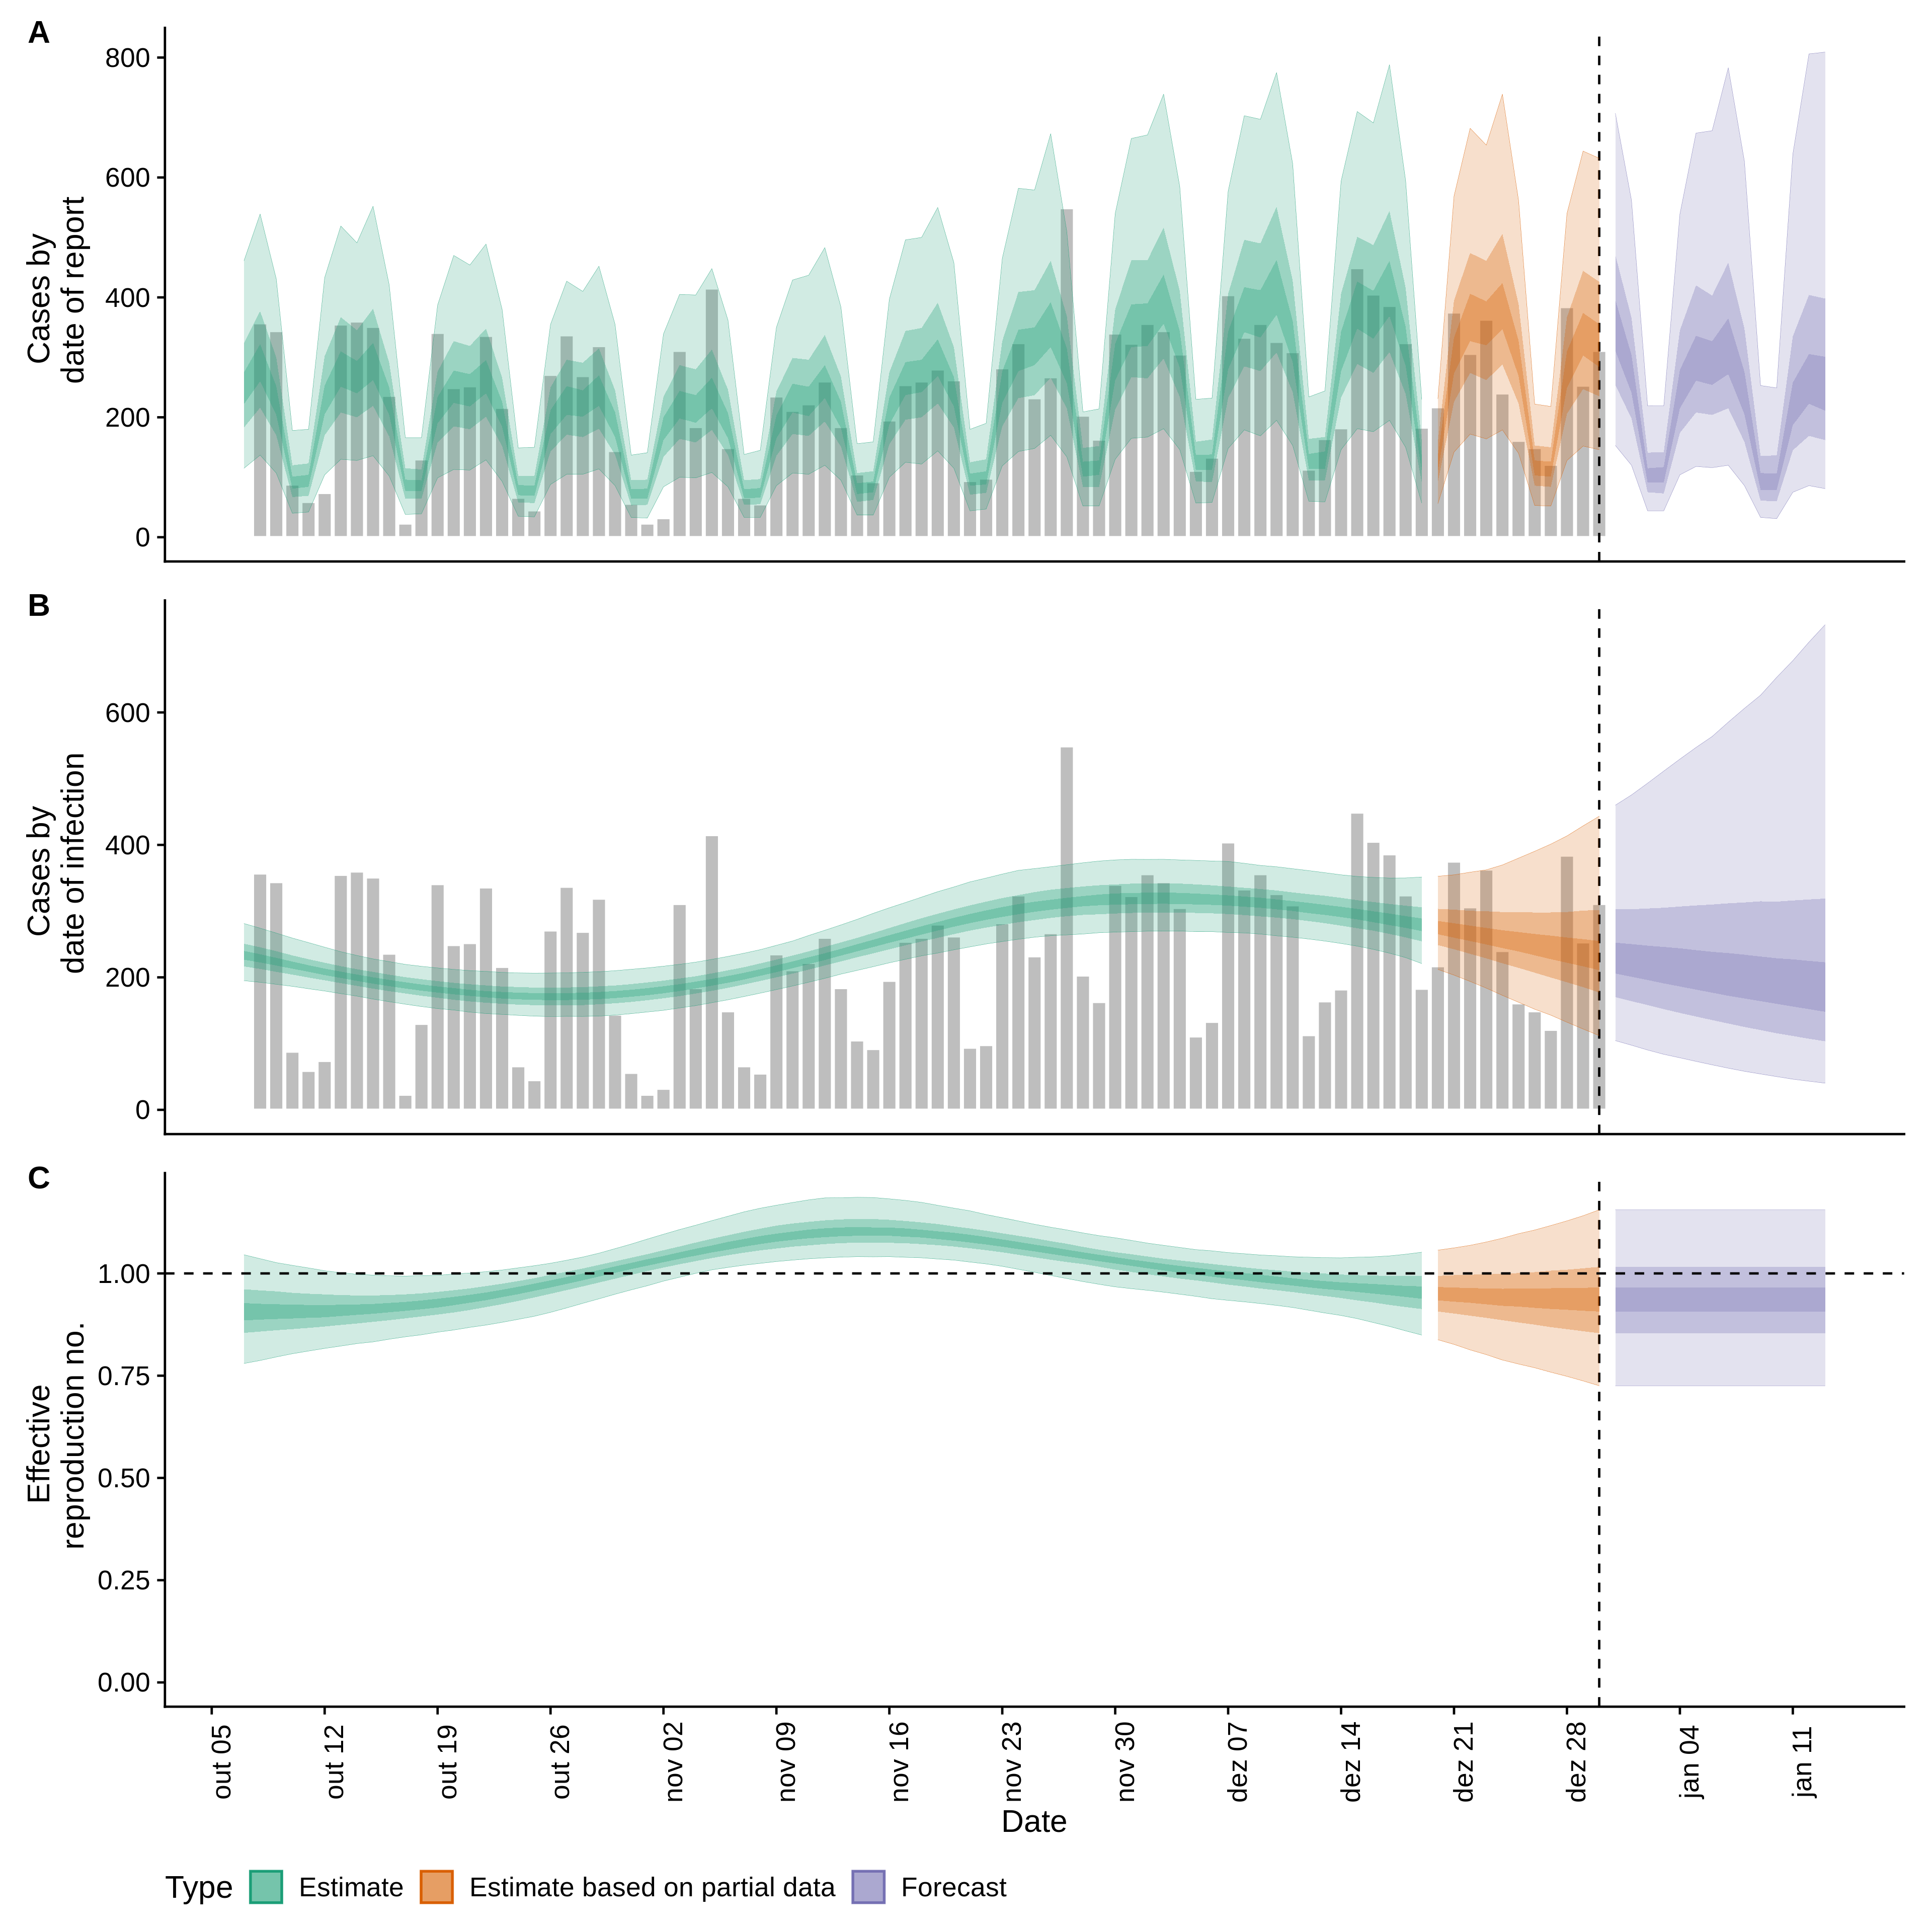 A
800
600
400
200
0
Cases by
date of report
B
600
400
200
0
Cases by
date of infection
C
1.00
0.75
0.50
0.25
0.00
Effective
reproduction no.
out 05
out 12
out 19
out 26
nov 02
nov 09
nov 16
nov 23
nov 30
dez 07
dez 14
dez 21
dez 28
jan 04
jan 11
Date
Type Estimate Estimate based on partial data Forecast